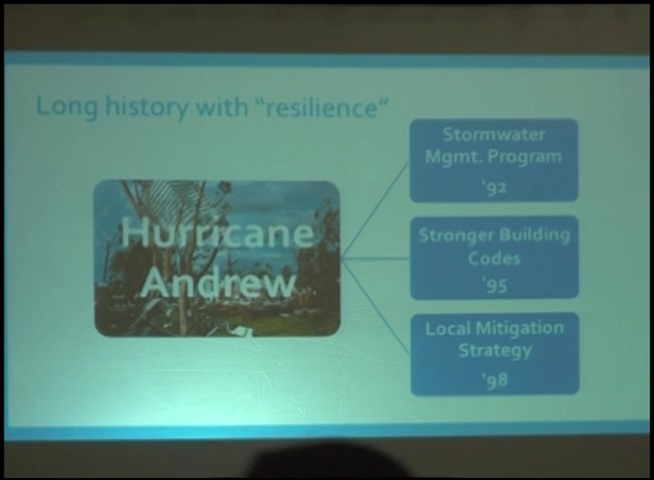 Long history with "resilience"
Hurricane
Andrew
Stormwater
Mgmt. Program
'92
Stronger Building
Codes
'95
Local Mitigation
Strategy
'98